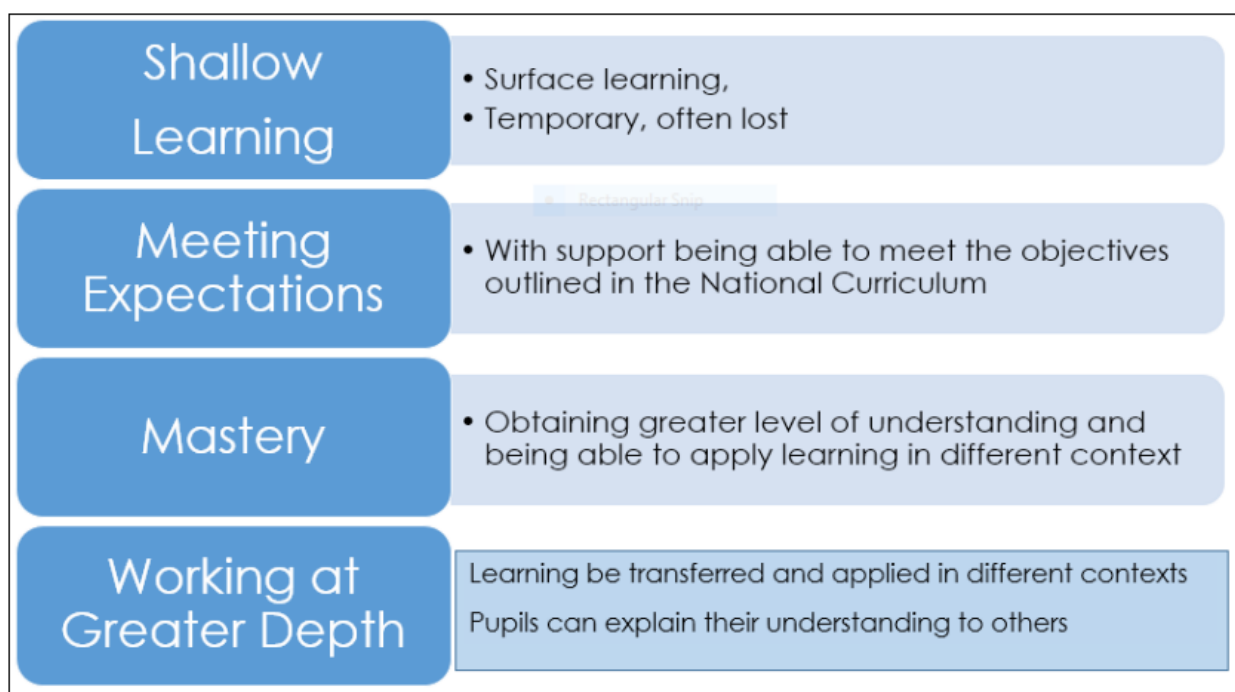 Shallow
Learning
• Surface learning,
• Temporary, often lost
Rectangular Snip
Meeting
Expectations
• With support being able to meet the objectives
outlined in the National Curriculum
Mastery
• Obtaining greater level of understanding and
being able to apply learning in different context
Working at
Greater Depth
Learning be transferred and applied in different contexts
Pupils can explain their understanding to others